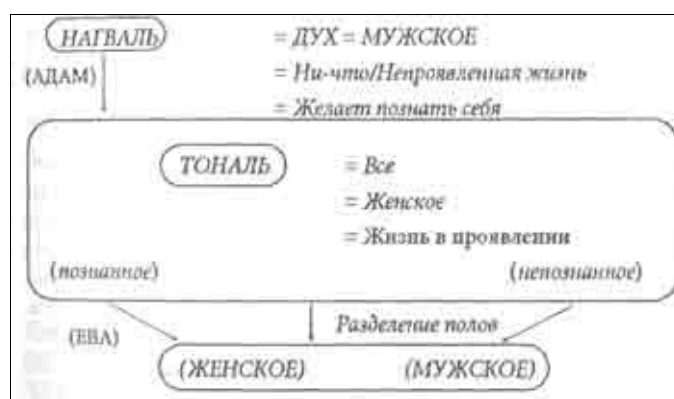 НАГВАЛЬ = ДУХ = МУЖСКОЕ
(АДАМ) = Ни-что/Непроявленная жизнь
= Желает познать себя
ТОНАЛЬ = Все
= Женское
= Жизнь в проявлении
(познанное) (непознанное)
(ЕВА) Разделение полов
(ЖЕНСКОЕ) (МУЖСКОЕ)